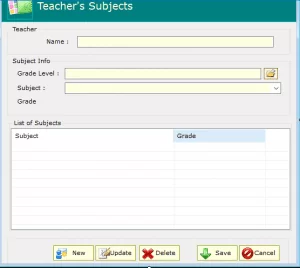 Teacher's Subjects
Teacher
Name :
Subject Info
Grade Level :
Subject :
Grade
List of Subjects
Subject Grade
New Update Delete Save Cancel